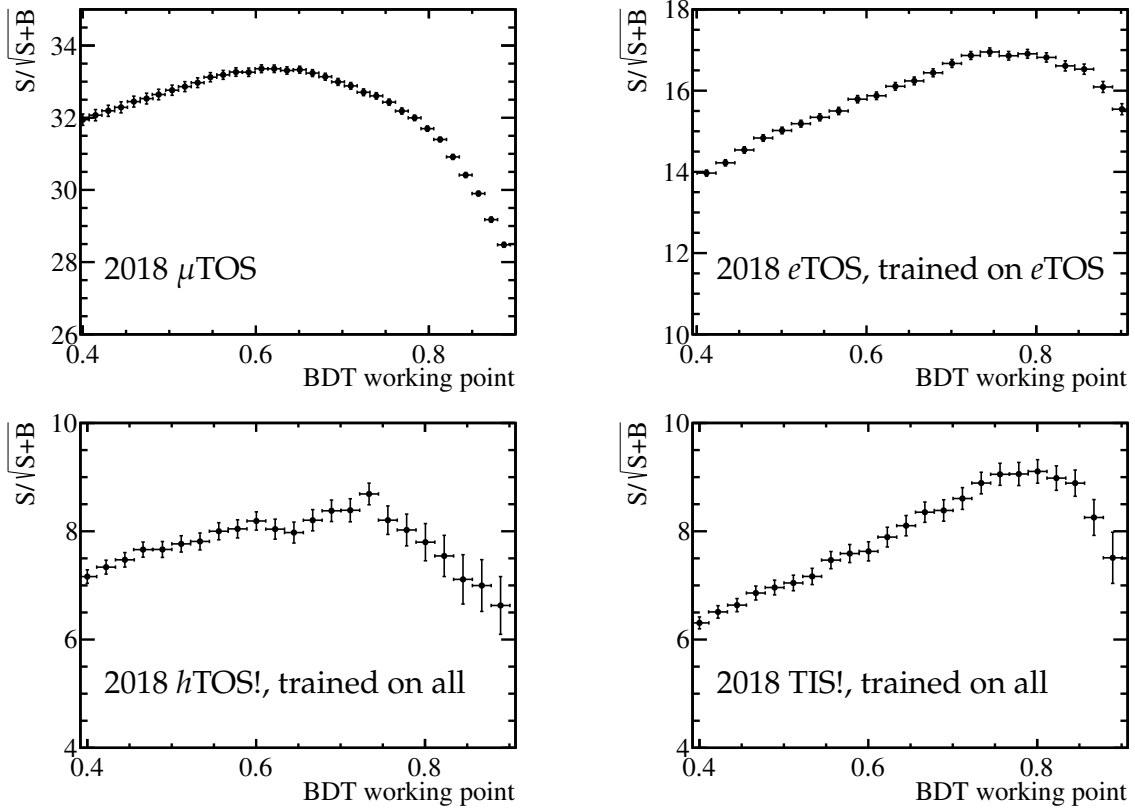 S/√S+B
34
32
30
28
26
2018 μTOS
0.4 0.6 0.8
BDT working point
S/√S+B
18
16
14
12
10
2018 eTOS, trained on eTOS
0.4 0.6 0.8
BDT working point
S/√S+B
10
8
6
4
2018 hTOS!, trained on all
0.4 0.6 0.8
BDT working point
S/√S+B
10
8
6
4
2018 TIS!, trained on all
0.4 0.6 0.8
BDT working point